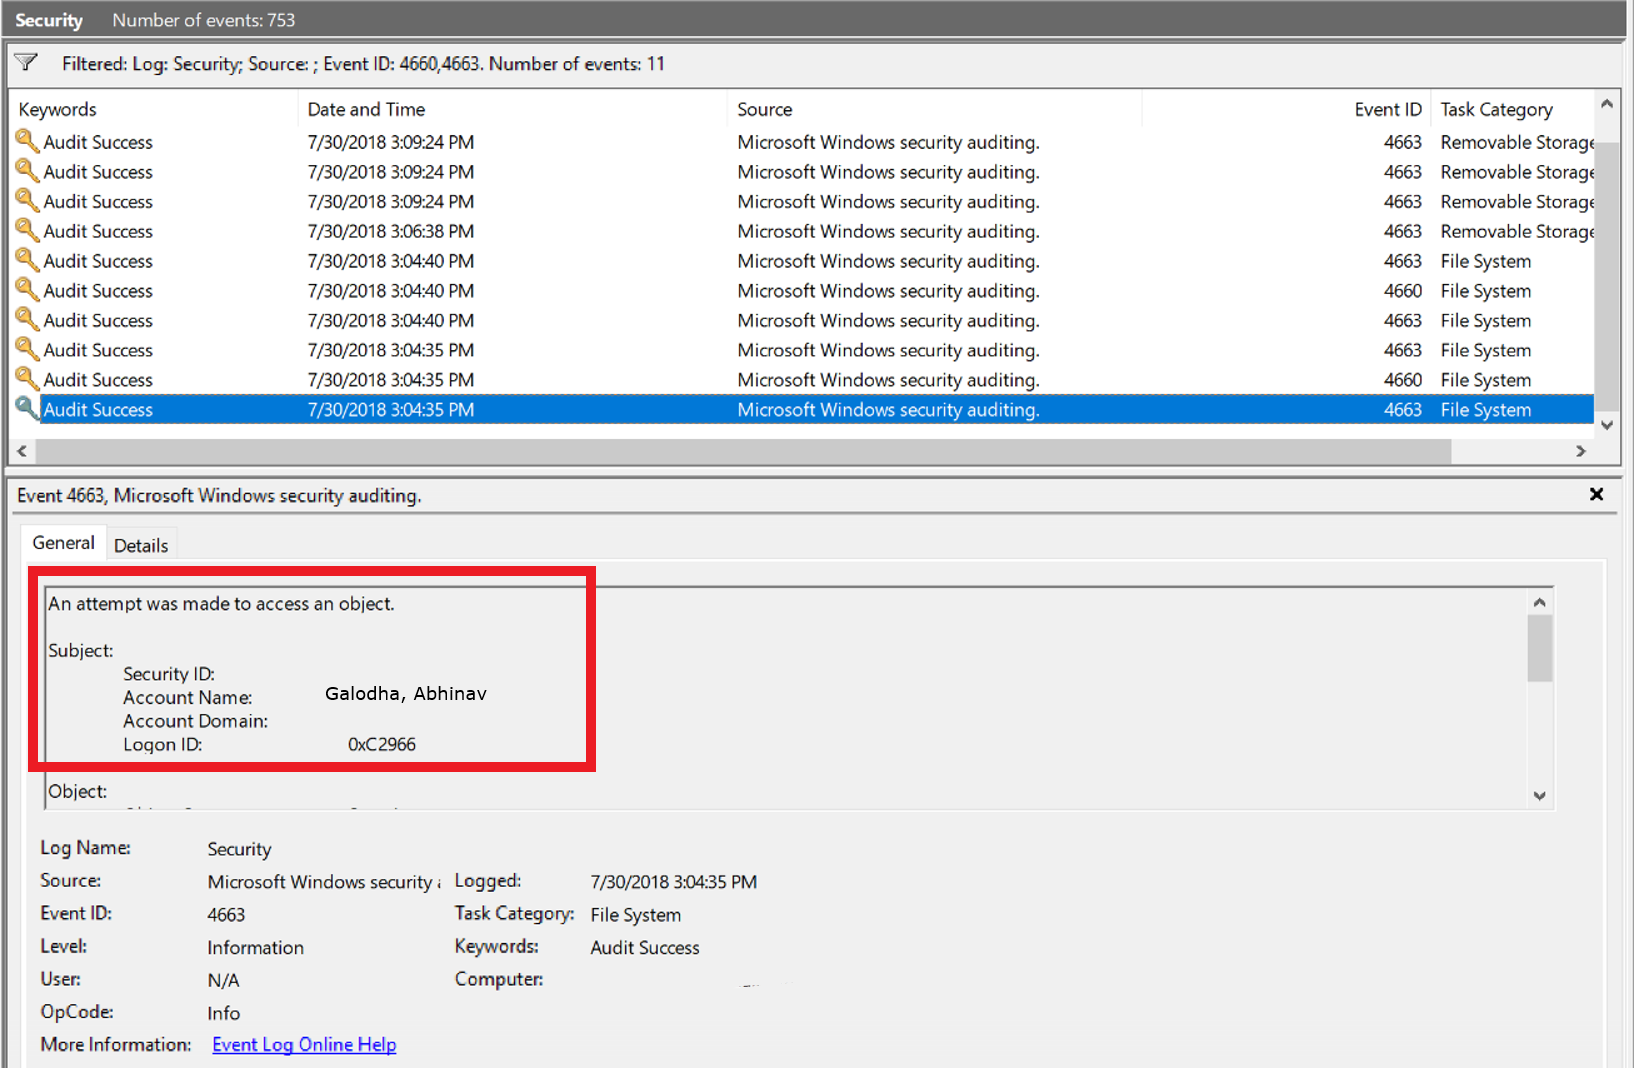 Security Number of events: 753
Filtered: Log: Security; Source: ; Event ID: 4660,4663. Number of events: 11
Keywords Date and Time Source Event ID Task Category
Audit Success 7/30/2018 3:09:24 PM Microsoft Windows security auditing. 4663 Removable Storage
Audit Success 7/30/2018 3:09:24 PM Microsoft Windows security auditing. 4663 Removable Storage
Audit Success 7/30/2018 3:09:24 PM Microsoft Windows security auditing. 4663 Removable Storage
Audit Success 7/30/2018 3:06:38 PM Microsoft Windows security auditing. 4663 Removable Storage
Audit Success 7/30/2018 3:04:40 PM Microsoft Windows security auditing. 4663 File System
Audit Success 7/30/2018 3:04:40 PM Microsoft Windows security auditing. 4660 File System
Audit Success 7/30/2018 3:04:40 PM Microsoft Windows security auditing. 4663 File System
Audit Success 7/30/2018 3:04:35 PM Microsoft Windows security auditing. 4663 File System
Audit Success 7/30/2018 3:04:35 PM Microsoft Windows security auditing. 4660 File System
Audit Success 7/30/2018 3:04:35 PM Microsoft Windows security auditing. 4663 File System
Event 4663, Microsoft Windows security auditing.
General Details
An attempt was made to access an object.
Subject:
Security ID:
Account Name: Galodha, Abhinav
Account Domain:
Logon ID: 0xC2966
Object:
Log Name: Security
Source: Microsoft Windows security Logged: 7/30/2018 3:04:35 PM
Event ID: 4663 Task Category: File System
Level: Information Keywords: Audit Success
User: N/A Computer:
OpCode: Info
More Information: Event Log Online Help